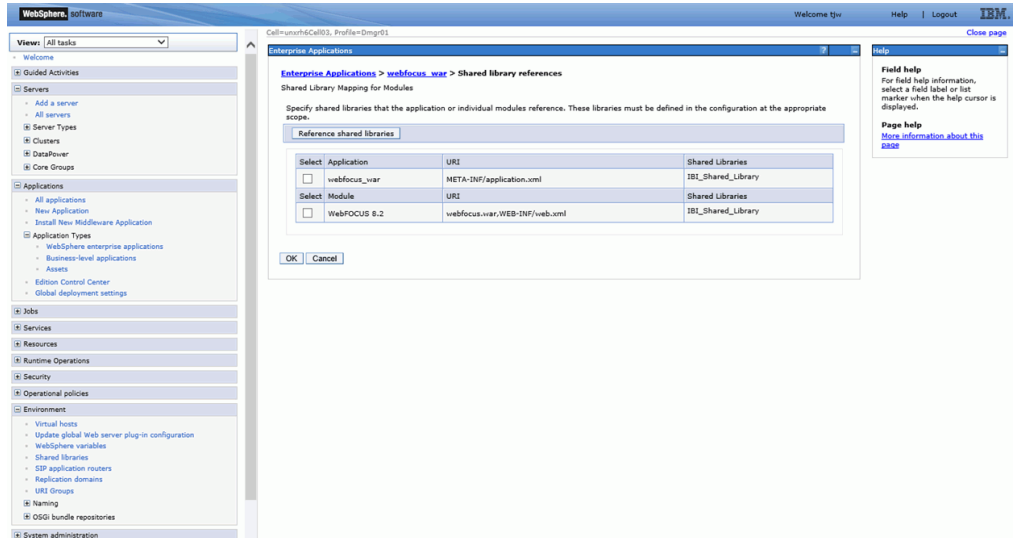 WebSphere. software
Welcome tjw
Help | Logout
IBM.
View: All tasks
Cell=unxrh6Cell03, Profile=Dmgr01
Close page
Welcome
Guided Activities
Servers
Add a server
All servers
Server Types
Clusters
DataPower
Core Groups
Applications
All applications
New Application
Install New Middleware Application
Application Types
WebSphere enterprise applications
Business-level applications
Assets
Edition Control Center
Global deployment settings
Jobs
Services
Resources
Runtime Operations
Security
Operational policies
Environment
Virtual hosts
Update global Web server plug-in configuration
WebSphere variables
Shared libraries
SIP application routers
Replication domains
URI Groups
Naming
OSGi bundle repositories
System administration
Enterprise Applications
? –
Enterprise Applications > webfocus_war > Shared library references
Shared Library Mapping for Modules
Specify shared libraries that the application or individual modules reference. These libraries must be defined in the configuration at the appropriate
scope.
Reference shared libraries
Select Application URI Shared Libraries
webfocus_war META-INF/application.xml IBI_Shared_Library
Select Module URI Shared Libraries
WebFOCUS 8.2 webfocus.war,WEB-INF/web.xml IBI_Shared_Library
OK Cancel
Help
Field help
For field help information,
select a field label or list
marker when the help cursor is
displayed.
Page help
More information about this
page